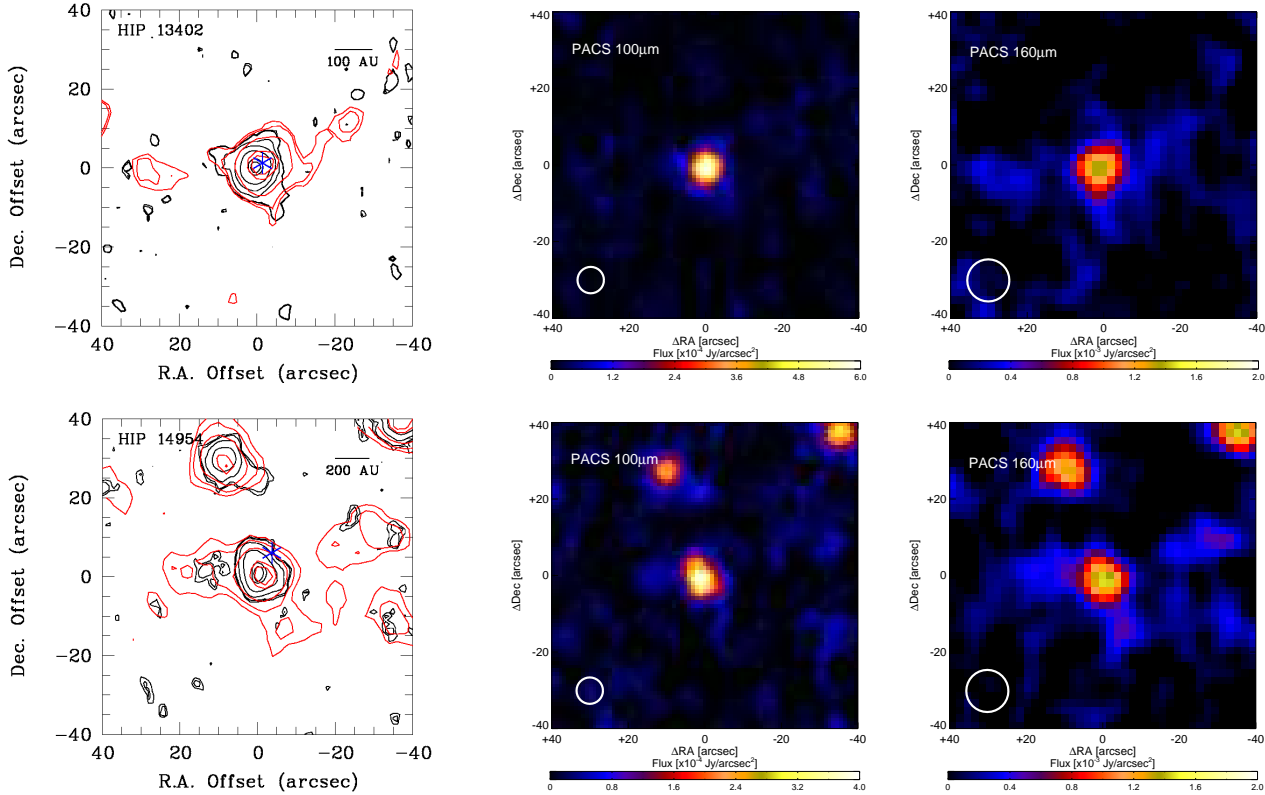 HIP 13402
100 AU
40
20
0
−20
−40
Dec. Offset (arcsec)
40 20 0 −20 −40
R.A. Offset (arcsec)
PACS 100μm
+40
+20
0
-20
-40
ΔDec [arcsec]
+40 +20 0 -20 -40
ΔRA [arcsec]
Flux [x10⁻⁴ Jy/arcsec²]
0 1.2 2.4 3.6 4.8 6.0
PACS 160μm
+40
+20
0
-20
-40
ΔDec [arcsec]
+40 +20 0 -20 -40
ΔRA [arcsec]
Flux [x10⁻³ Jy/arcsec²]
0 0.4 0.8 1.2 1.6 2.0
HIP 14954
200 AU
40
20
0
−20
−40
Dec. Offset (arcsec)
40 20 0 −20 −40
R.A. Offset (arcsec)
PACS 100μm
+40
+20
0
-20
-40
ΔDec [arcsec]
+40 +20 0 -20 -40
ΔRA [arcsec]
Flux [x10⁻⁴ Jy/arcsec²]
0 0.8 1.6 2.4 3.2 4.0
PACS 160μm
+40
+20
0
-20
-40
ΔDec [arcsec]
+40 +20 0 -20 -40
ΔRA [arcsec]
Flux [x10⁻³ Jy/arcsec²]
0 0.4 0.8 1.2 1.6 2.0